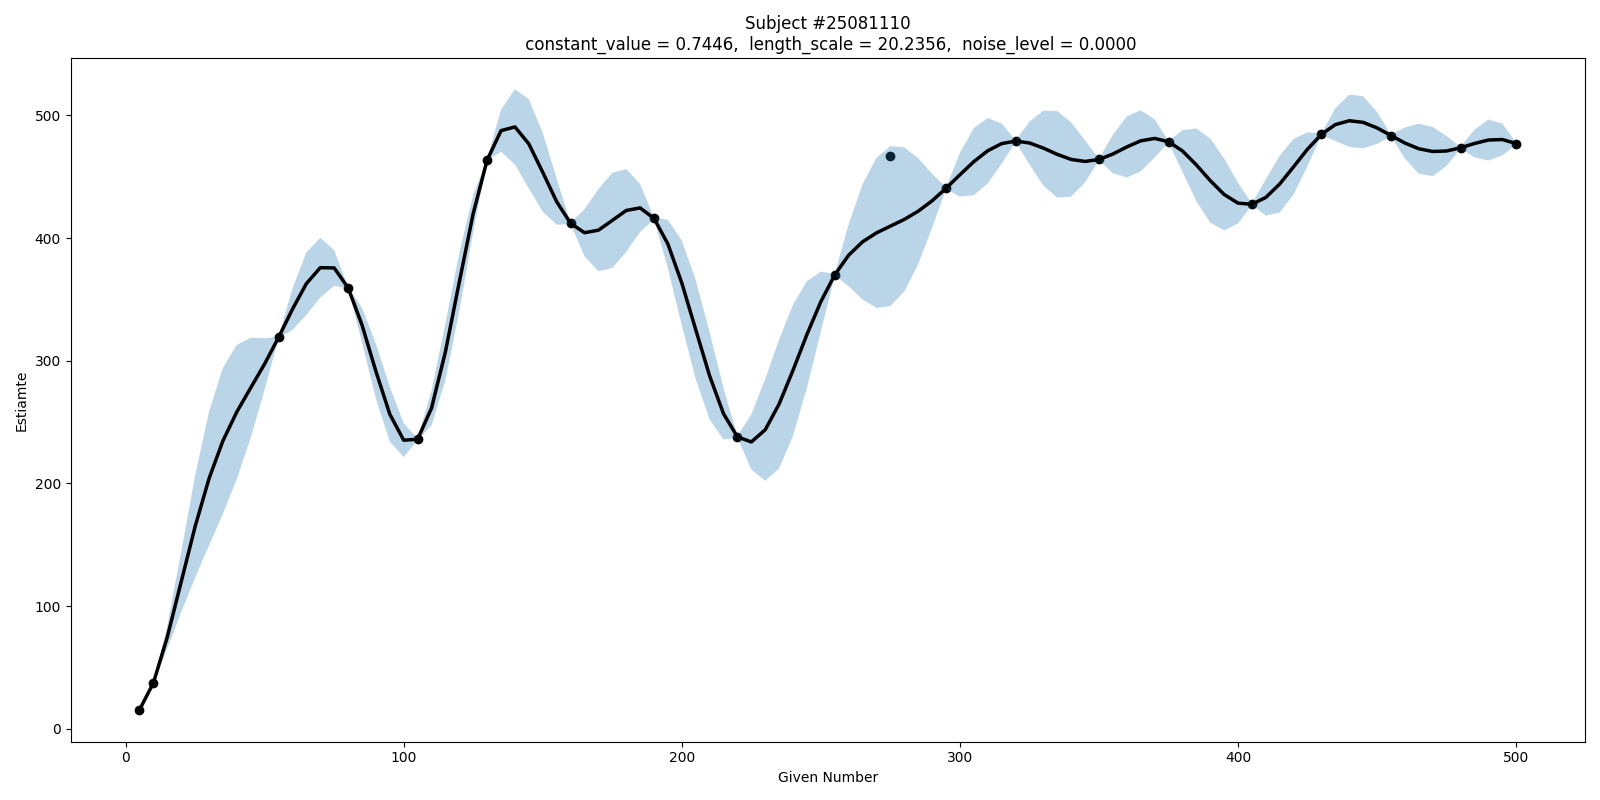 Subject #25081110
constant_value = 0.7446, length_scale = 20.2356, noise_level = 0.0000
500
400
300
200
100
0
Estiamte
0 100 200 300 400 500
Given Number